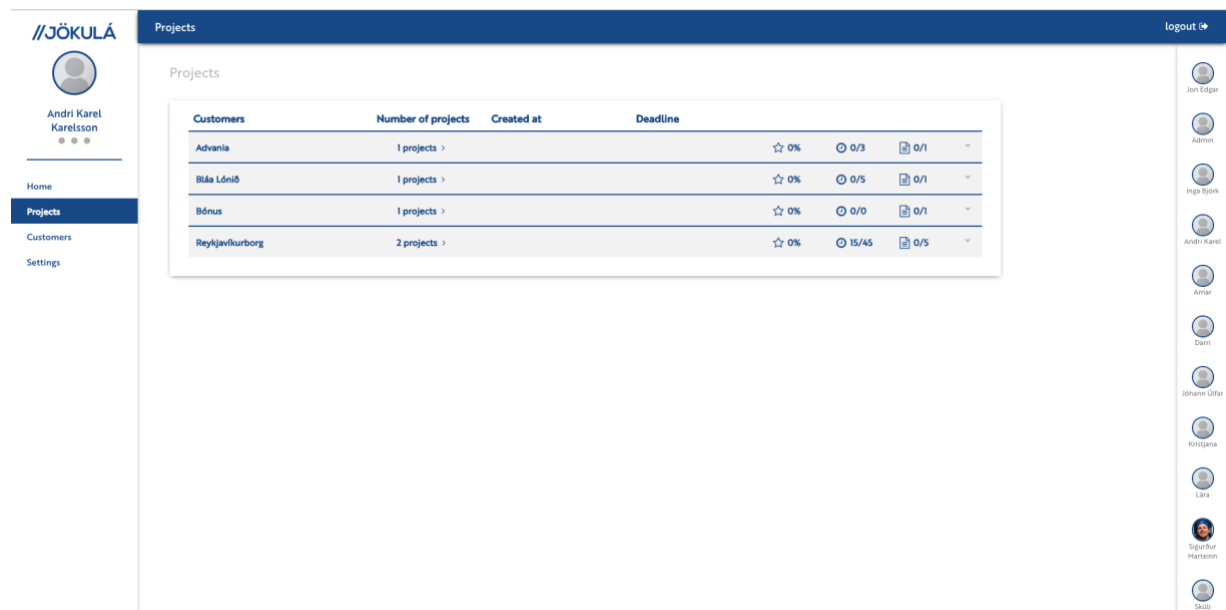 //JÖKULÁ
Andri Karel
Karelsson
Home
Projects
Customers
Settings
Projects
logout
Projects
Customers Number of projects Created at Deadline
Advania 1 projects > 0% 0/3 0/1
Bláa Lónið 1 projects > 0% 0/5 0/1
Bónus 1 projects > 0% 0/0 0/1
Reykjavíkurborg 2 projects > 0% 15/45 0/5
Jon Edgar
Admin
Inga Björk
Andri Karel
Arnar
Darri
Jóhann Úlfar
Kristjana
Lára
Sigurður
Marteinn
Skúli